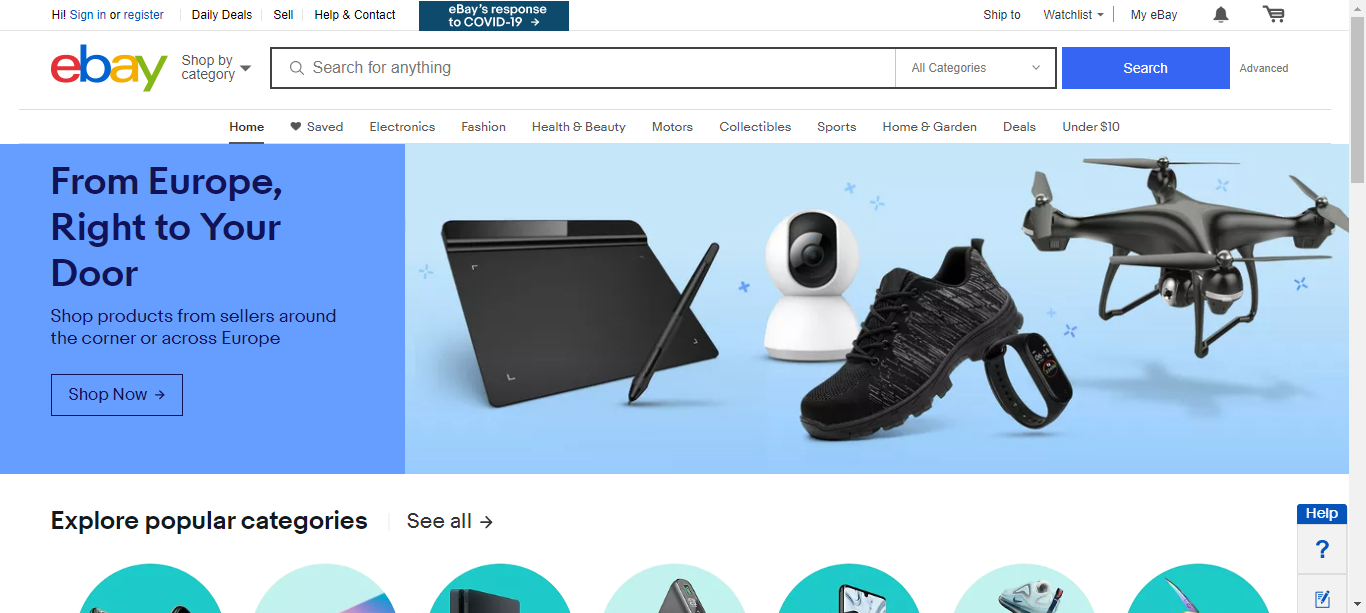 Hi! Sign in or register
Daily Deals
Sell
Help & Contact
eBay's response
to COVID-19 →
Ship to
Watchlist
My eBay
ebay
Shop by
category
Search for anything
All Categories
Search
Advanced
Home
Saved
Electronics
Fashion
Health & Beauty
Motors
Collectibles
Sports
Home & Garden
Deals
Under $10
From Europe,
Right to Your
Door
Shop products from sellers around
the corner or across Europe
Shop Now →
Explore popular categories
See all →
Help
?